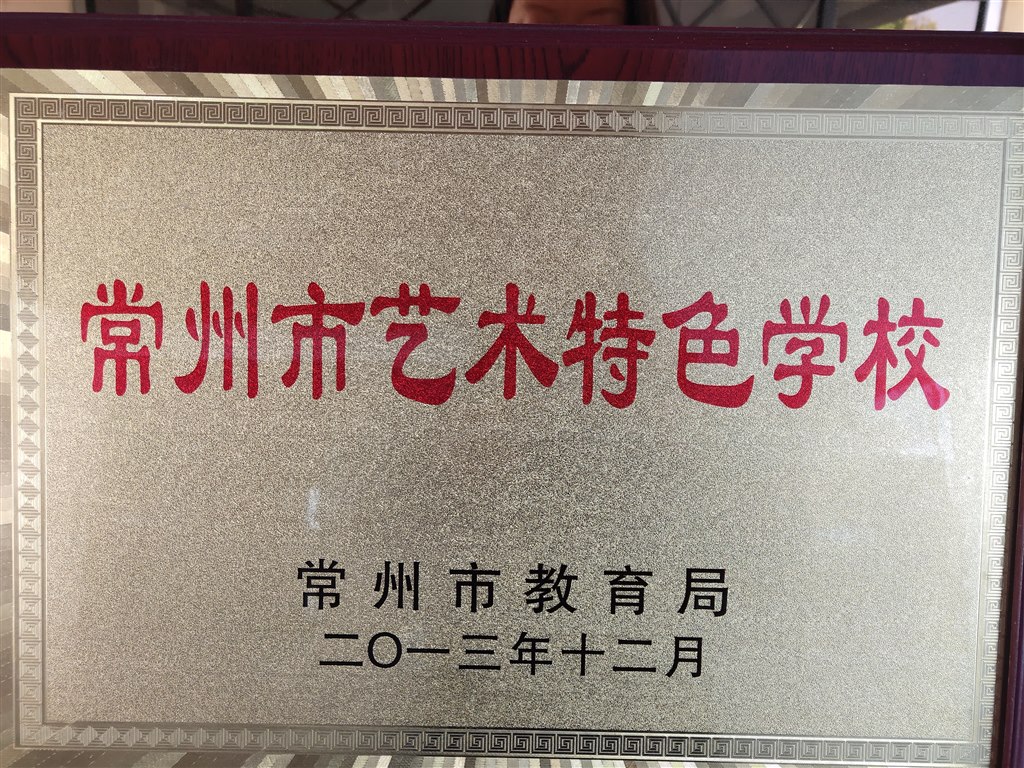 常州市艺术特色学校
常州市教育局
二〇一三年十二月